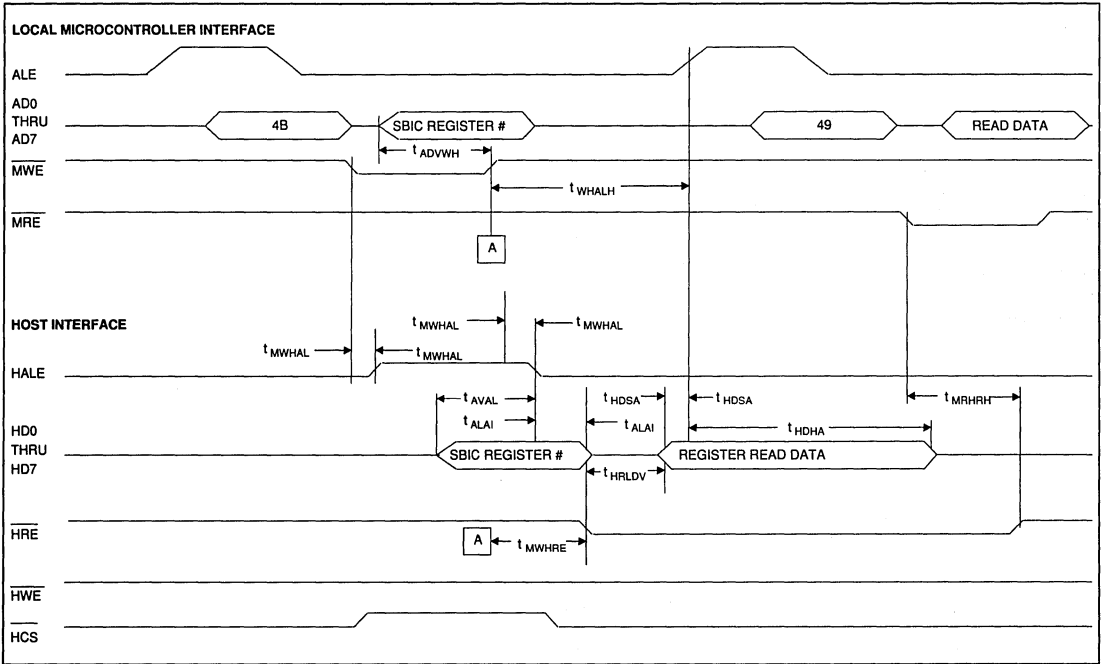 LOCAL MICROCONTROLLER INTERFACE
ALE
AD0
THRU
AD7
4B
SBIC REGISTER #
49
READ DATA
t ADVWH
MWE
t WHALH
MRE
A
HOST INTERFACE
t MWHAL
t MWHAL
t MWHAL
t MWHAL
HALE
t AVAL
t HDSA
t HDSA
t MRHRH
t ALAI
t ALAI
t HDHA
HD0
THRU
HD7
SBIC REGISTER #
REGISTER READ DATA
t HRLDV
HRE
A
t MWHRE
HWE
HCS